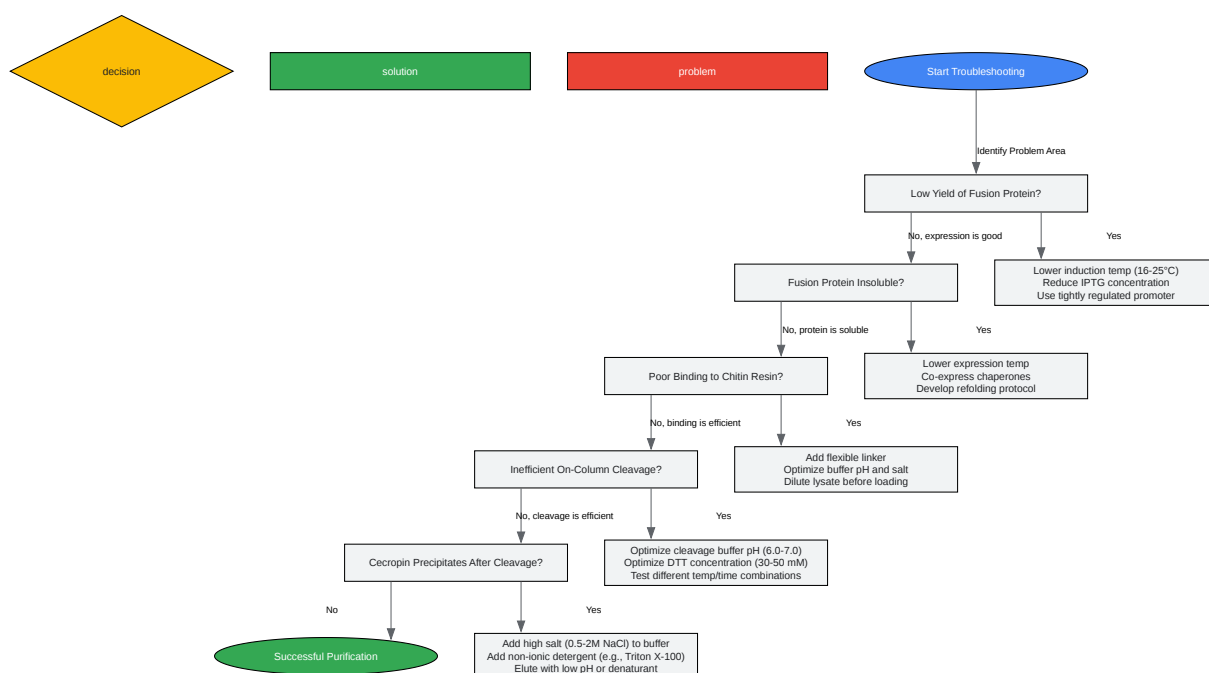 decision
solution
problem
Start Troubleshooting
Identify Problem Area
Low Yield of Fusion Protein?
No, expression is good
Yes
Lower induction temp (16-25°C)
Reduce IPTG concentration
Use tightly regulated promoter
Fusion Protein Insoluble?
No, protein is soluble
Yes
Lower expression temp
Co-express chaperones
Develop refolding protocol
Poor Binding to Chitin Resin?
No, binding is efficient
Yes
Add flexible linker
Optimize buffer pH and salt
Dilute lysate before loading
Inefficient On-Column Cleavage?
No, cleavage is efficient
Yes
Optimize cleavage buffer pH (6.0-7.0)
Optimize DTT concentration (30-50 mM)
Test different temp/time combinations
Cecropin Precipitates After Cleavage?
No
Yes
Add high salt (0.5-2M NaCl) to buffer
Add non-ionic detergent (e.g., Triton X-100)
Elute with low pH or denaturant
Successful Purification